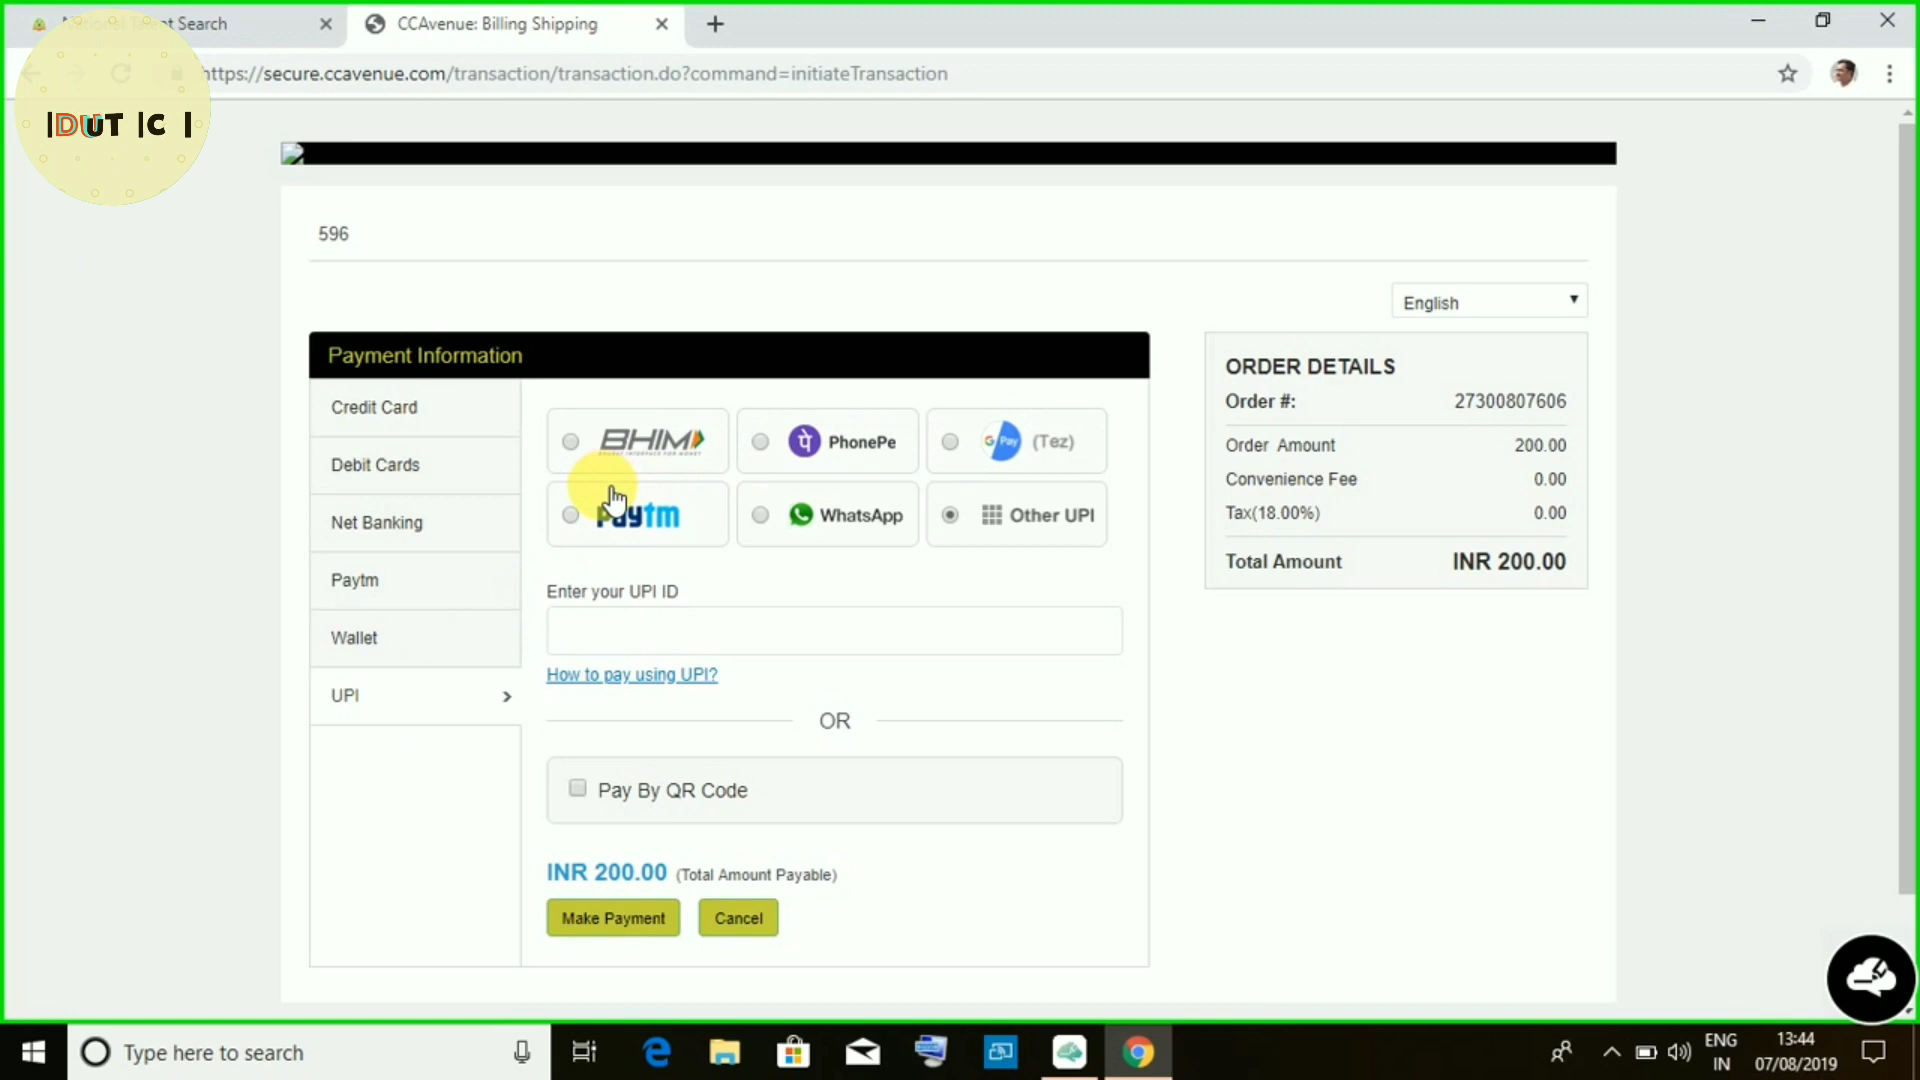 Search
CCAvenue: Billing Shipping
https://secure.ccavenue.com/transaction/transaction.do?command=initiateTransaction
596
English
Payment Information
Credit Card
Debit Cards
Net Banking
Paytm
Wallet
UPI
BHIM
PhonePe
G Pay (Tez)
Paytm
WhatsApp
Other UPI
Enter your UPI ID
How to pay using UPI?
OR
Pay By QR Code
INR 200.00 (Total Amount Payable)
Make Payment
Cancel
ORDER DETAILS
Order #: 27300807606
Order Amount 200.00
Convenience Fee 0.00
Tax(18.00%) 0.00
Total Amount INR 200.00
Type here to search
ENG
IN
13:44
07/08/2019